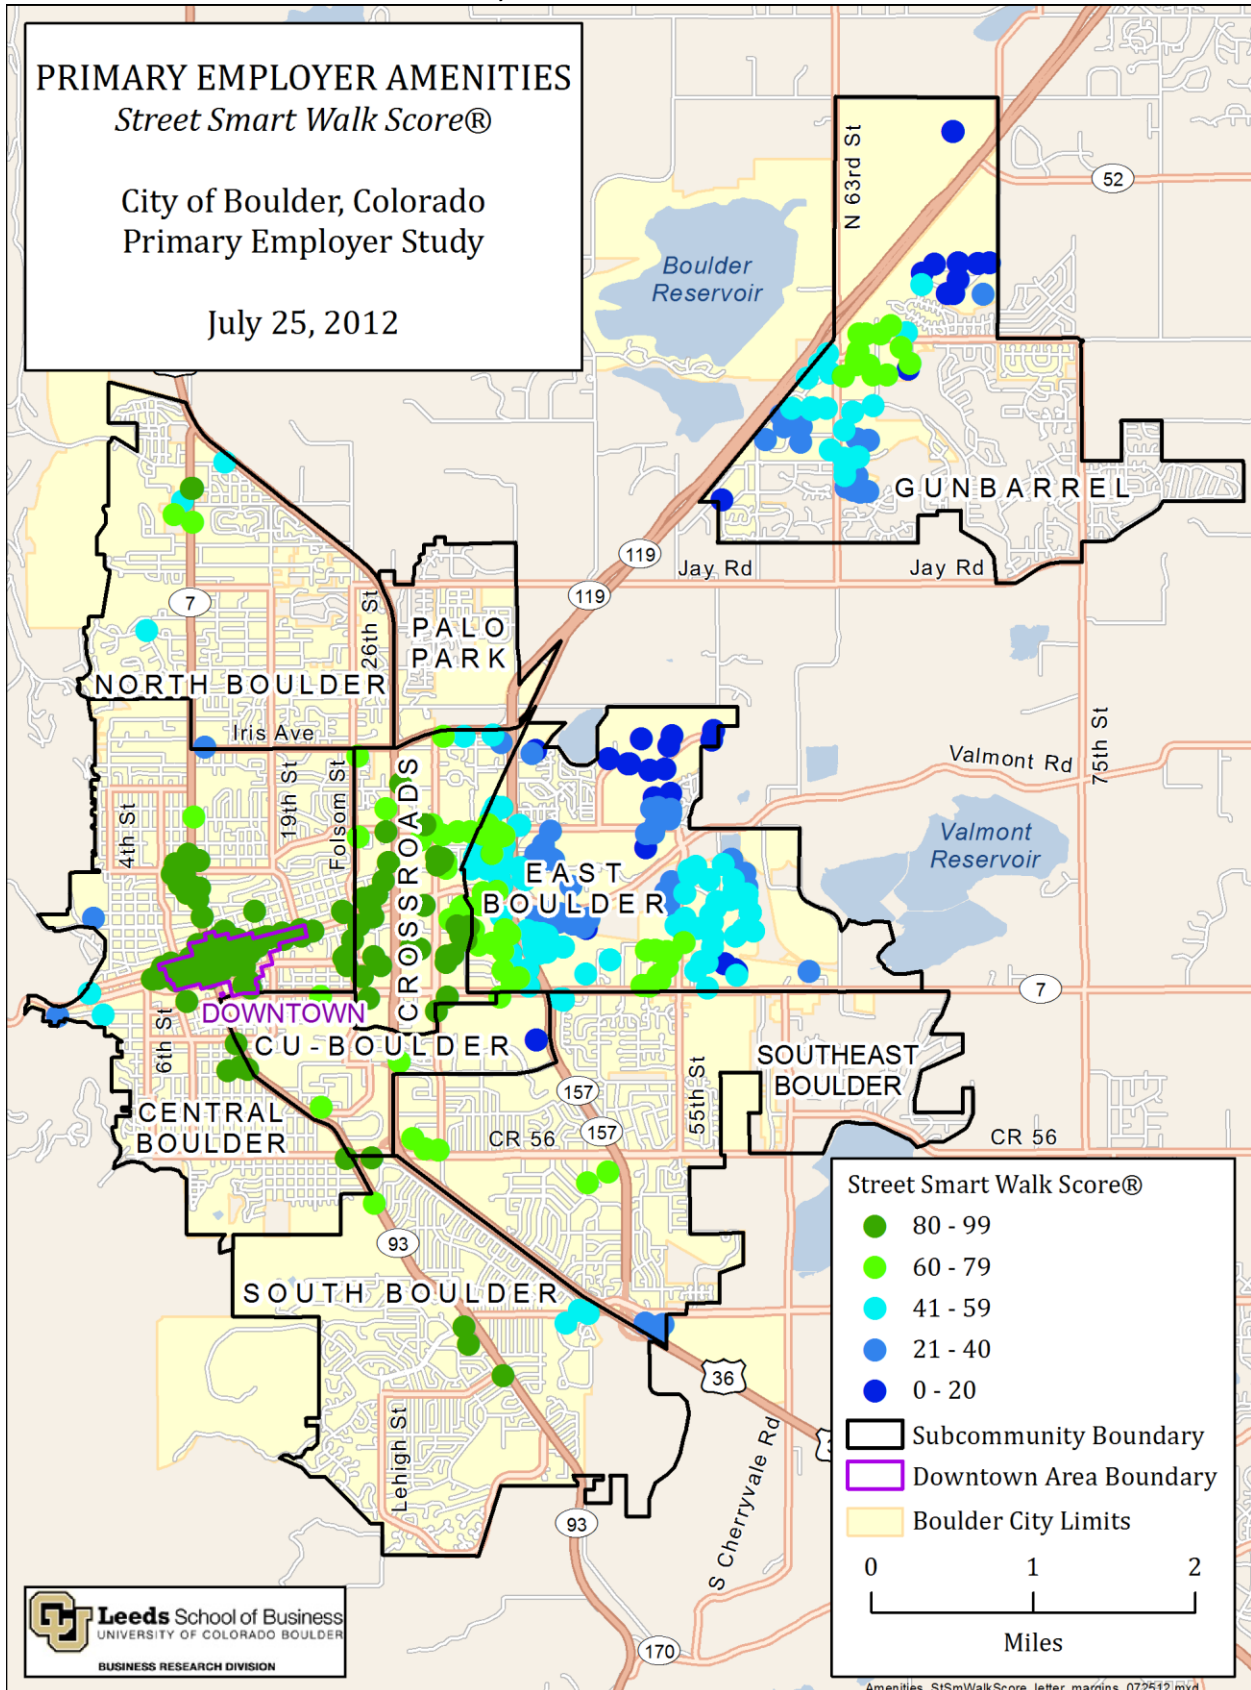 PRIMARY EMPLOYER AMENITIES
Street Smart Walk Score®
City of Boulder, Colorado
Primary Employer Study
July 25, 2012
N 63rd St
52
Boulder
Reservoir
GUNBARREL
119
Jay Rd
Jay Rd
119
7
26th St
PALO
PARK
NORTH BOULDER
Iris Ave
75th St
Valmont Rd
4th St
19th St
Folsom St
CROSSROADS
Valmont
Reservoir
EAST
BOULDER
DOWNTOWN
7
CU-BOULDER
6th St
SOUTHEAST
BOULDER
157
55th St
CENTRAL
BOULDER
157
CR 56
CR 56
93
SOUTH BOULDER
36
Lehigh St
S Cherryvale Rd
93
170
Street Smart Walk Score®
80 - 99
60 - 79
41 - 59
21 - 40
0 - 20
Subcommunity Boundary
Downtown Area Boundary
Boulder City Limits
0 1 2
Miles
CU
Leeds School of Business
UNIVERSITY OF COLORADO BOULDER
BUSINESS RESEARCH DIVISION
Amenities_StSmWalkScore_letter_margins_072512.mxd